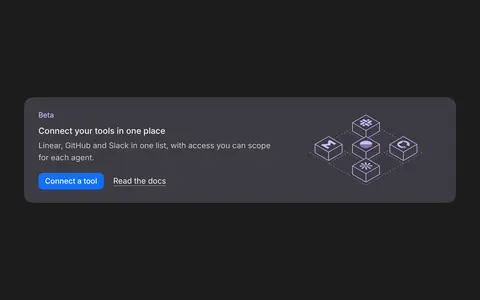 Beta
Connect your tools in one place
Linear, GitHub and Slack in one list, with access you can scope
for each agent.
Connect a tool
Read the docs